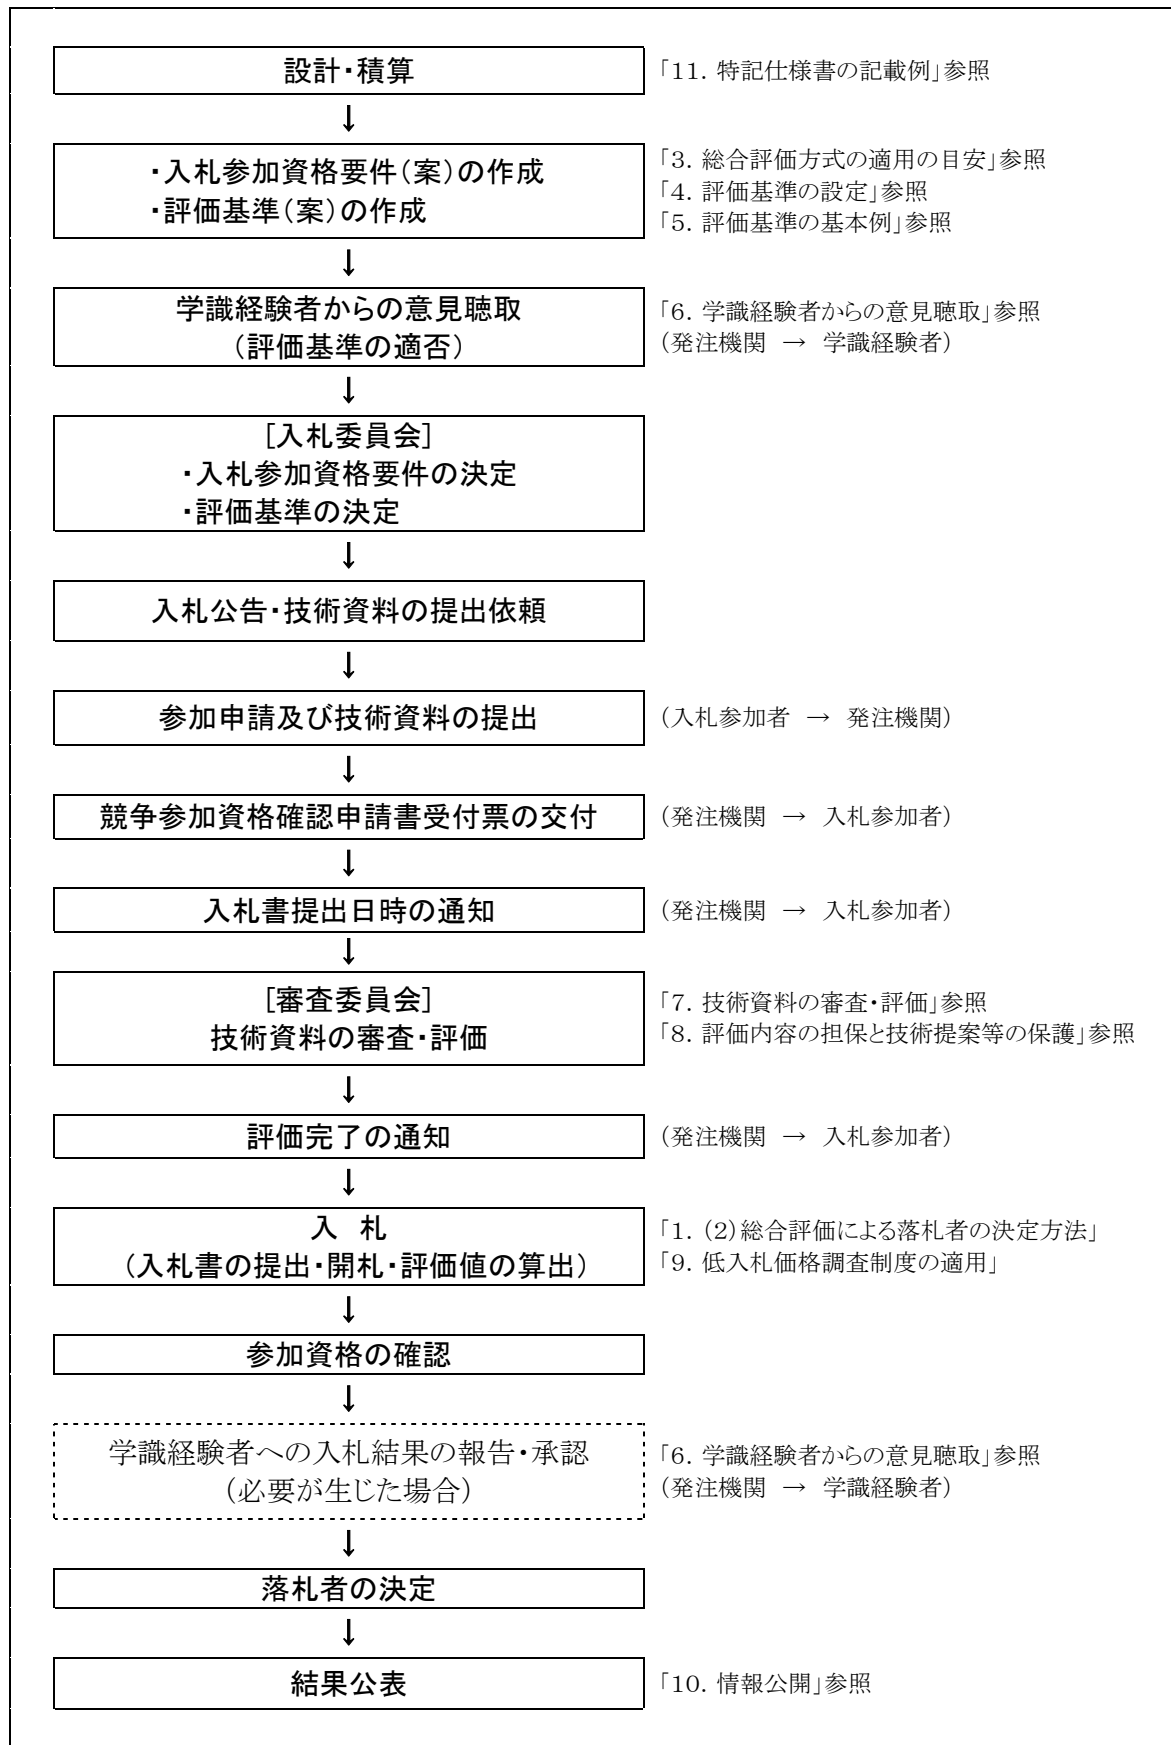 設計・積算
「11. 特記仕様書の記載例」参照
↓
・入札参加資格要件(案)の作成
・評価基準(案)の作成
「3. 総合評価方式の適用の目安」参照
「4. 評価基準の設定」参照
「5. 評価基準の基本例」参照
↓
学識経験者からの意見聴取
(評価基準の適否)
「6. 学識経験者からの意見聴取」参照
(発注機関 → 学識経験者)
↓
[入札委員会]
・入札参加資格要件の決定
・評価基準の決定
↓
入札公告・技術資料の提出依頼
↓
参加申請及び技術資料の提出
(入札参加者 → 発注機関)
↓
競争参加資格確認申請書受付票の交付
(発注機関 → 入札参加者)
↓
入札書提出日時の通知
(発注機関 → 入札参加者)
↓
[審査委員会]
技術資料の審査・評価
「7. 技術資料の審査・評価」参照
「8. 評価内容の担保と技術提案等の保護」参照
↓
評価完了の通知
(発注機関 → 入札参加者)
↓
入 札
(入札書の提出・開札・評価値の算出)
「1. (2)総合評価による落札者の決定方法」
「9. 低入札価格調査制度の適用」
↓
参加資格の確認
↓
学識経験者への入札結果の報告・承認
(必要が生じた場合)
「6. 学識経験者からの意見聴取」参照
(発注機関 → 学識経験者)
↓
落札者の決定
↓
結果公表
「10. 情報公開」参照